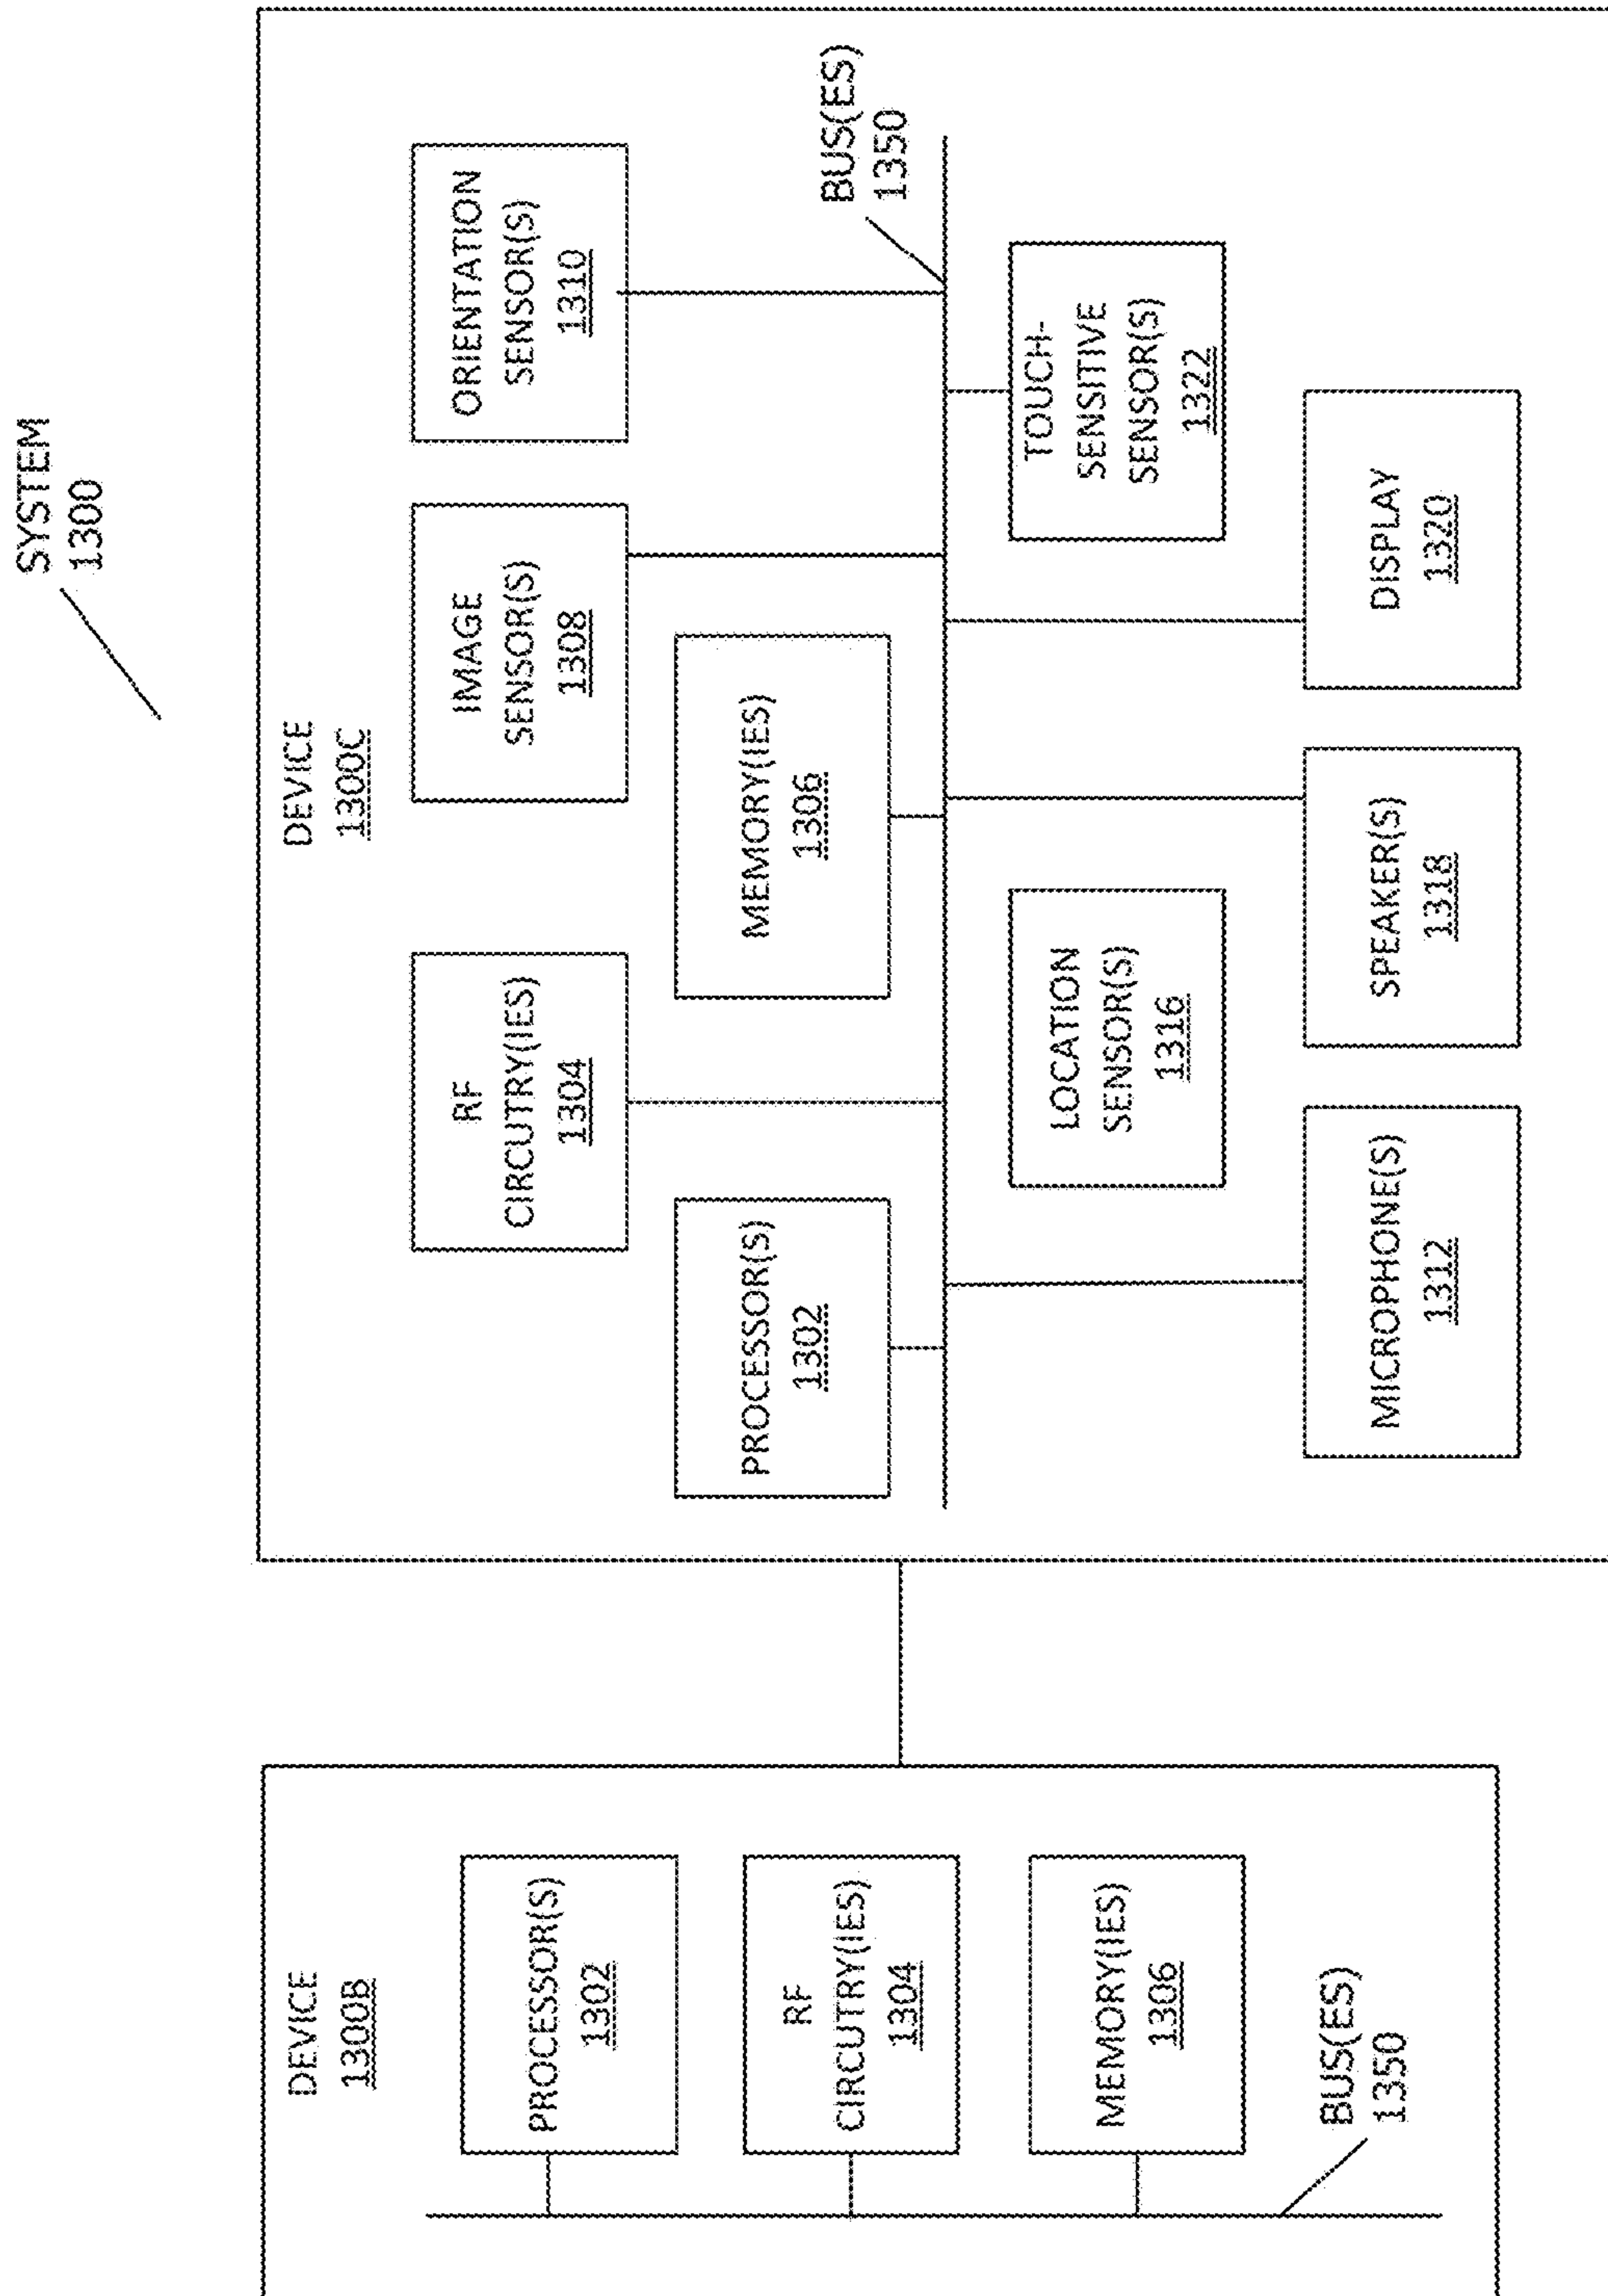 SYSTEM
1300
DEVICE
1300B
PROCESSOR(S)
1302
RF
CIRCUTRY(IES)
1304
MEMORY(IES)
1306
BUS(ES)
1350
DEVICE
1300C
RF
CIRCUTRY(IES)
1304
IMAGE
SENSOR(S)
1308
ORIENTATION
SENSOR(S)
1310
PROCESSOR(S)
1302
MEMORY(IES)
1306
BUS(ES)
1350
LOCATION
SENSOR(S)
1316
TOUCH-
SENSITIVE
SENSOR(S)
1322
MICROPHONE(S)
1312
SPEAKER(S)
1318
DISPLAY
1320